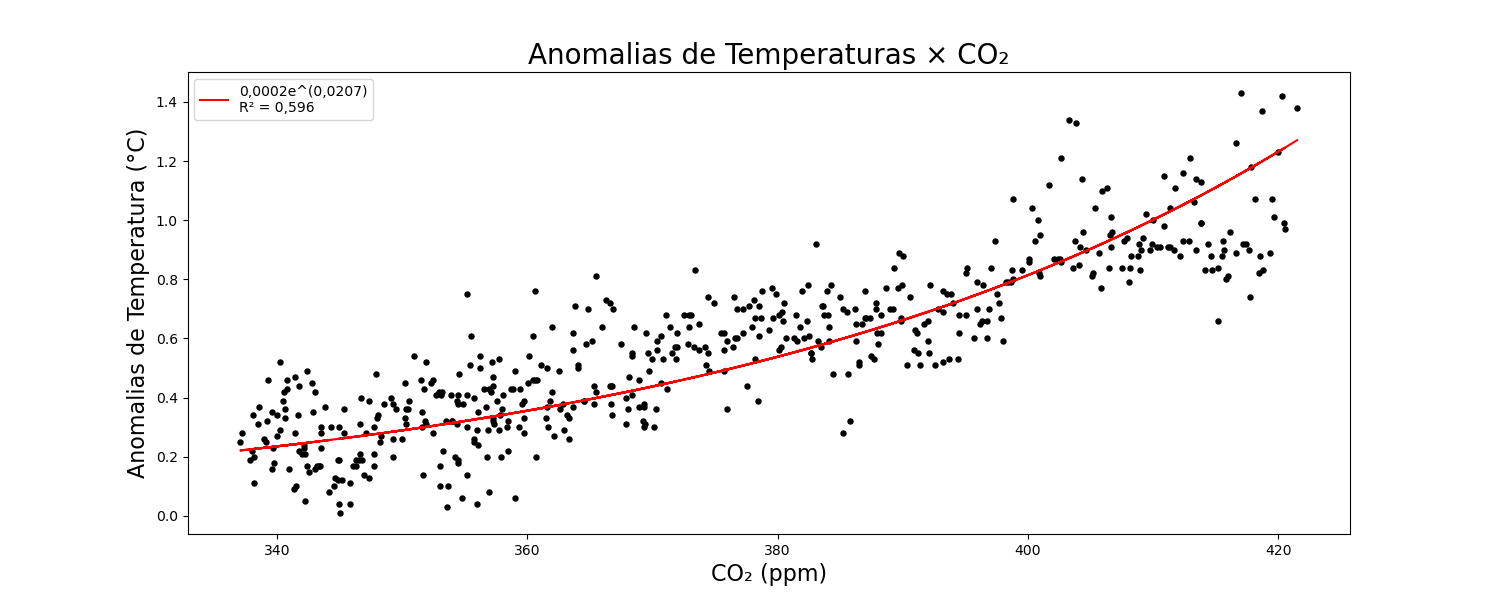 Anomalias de Temperaturas × CO₂
0,0002e^(0,0207)
R² = 0,596
Anomalias de Temperatura (°C)
1.4
1.2
1.0
0.8
0.6
0.4
0.2
0.0
340 360 380 400 420
CO₂ (ppm)